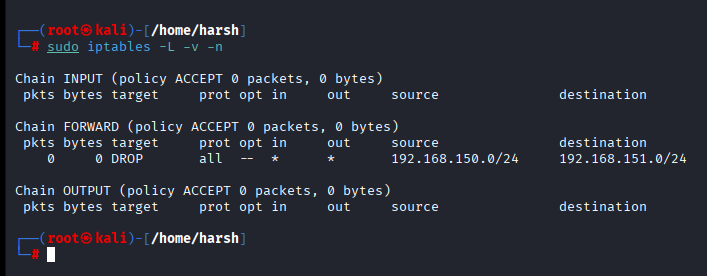 ┌──(root㉿kali)-[/home/harsh]
└─# sudo iptables -L -v -n
Chain INPUT (policy ACCEPT 0 packets, 0 bytes)
 pkts bytes target     prot opt in     out     source               destination
Chain FORWARD (policy ACCEPT 0 packets, 0 bytes)
 pkts bytes target     prot opt in     out     source               destination
    0     0 DROP       all  --  *      *       192.168.150.0/24     192.168.151.0/24
Chain OUTPUT (policy ACCEPT 0 packets, 0 bytes)
 pkts bytes target     prot opt in     out     source               destination
┌──(root㉿kali)-[/home/harsh]
└─#